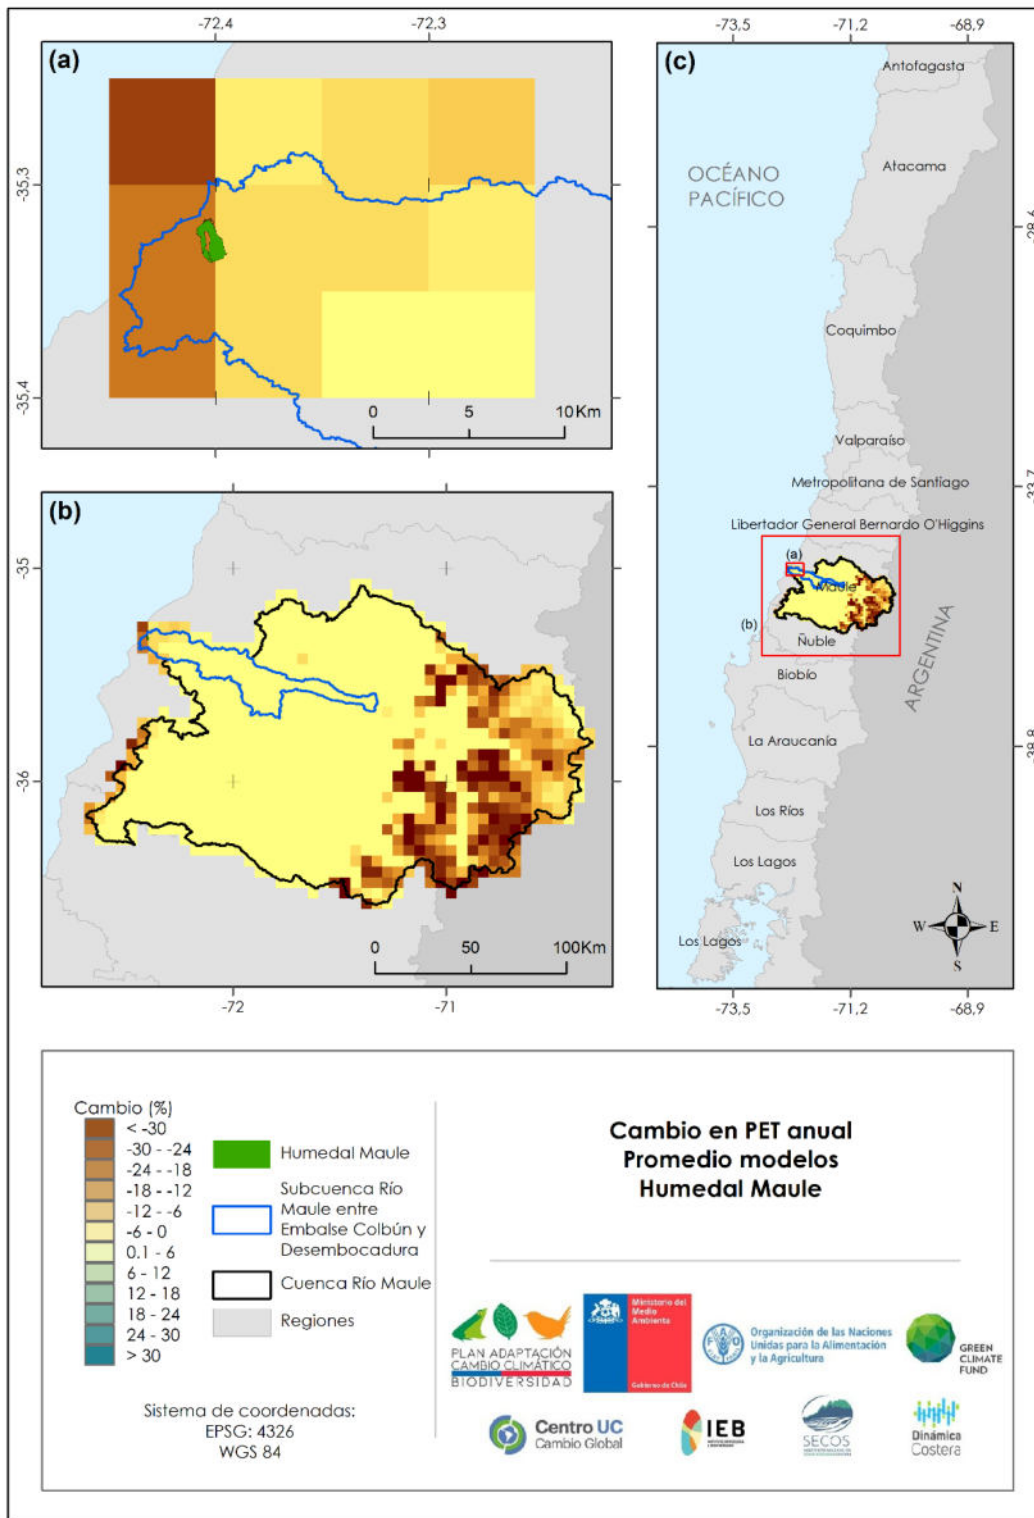 -72,4
-72,3
(a)
-35,3
-35,4
0
5
10Km
(b)
-35
-36
0
50
100Km
-72
-71
-73,5
-71,2
-68,9
(c)
Antofagasta
Atacama
OCÉANO
PACÍFICO
-28,6
Coquimbo
Valparaíso
Metropolitana de Santiago
-33,7
Libertador General Bernardo O'Higgins
(a)
Maule
(b)
Ñuble
ARGENTINA
Biobío
La Araucanía
-38,8
Los Ríos
Los Lagos
Los Lagos
N
W
E
S
-73,5
-71,2
-68,9
Cambio (%)
< -30
-30 - -24
-24 - -18
-18 - -12
-12 - -6
-6 - 0
0.1 - 6
6 - 12
12 - 18
18 - 24
24 - 30
> 30
Humedal Maule
Subcuenca Río
Maule entre
Embalse Colbún y
Desembocadura
Cuenca Río Maule
Regiones
Sistema de coordenadas:
EPSG: 4326
WGS 84
Cambio en PET anual
Promedio modelos
Humedal Maule
PLAN ADAPTACIÓN
CAMBIO CLIMÁTICO
BIODIVERSIDAD
Ministerio del
Medio
Ambiente
Gobierno de Chile
FAO
Organización de las Naciones
Unidas para la Alimentación
y la Agricultura
GREEN
CLIMATE
FUND
Centro UC
Cambio Global
IEB
SECOS
Dinámica
Costera